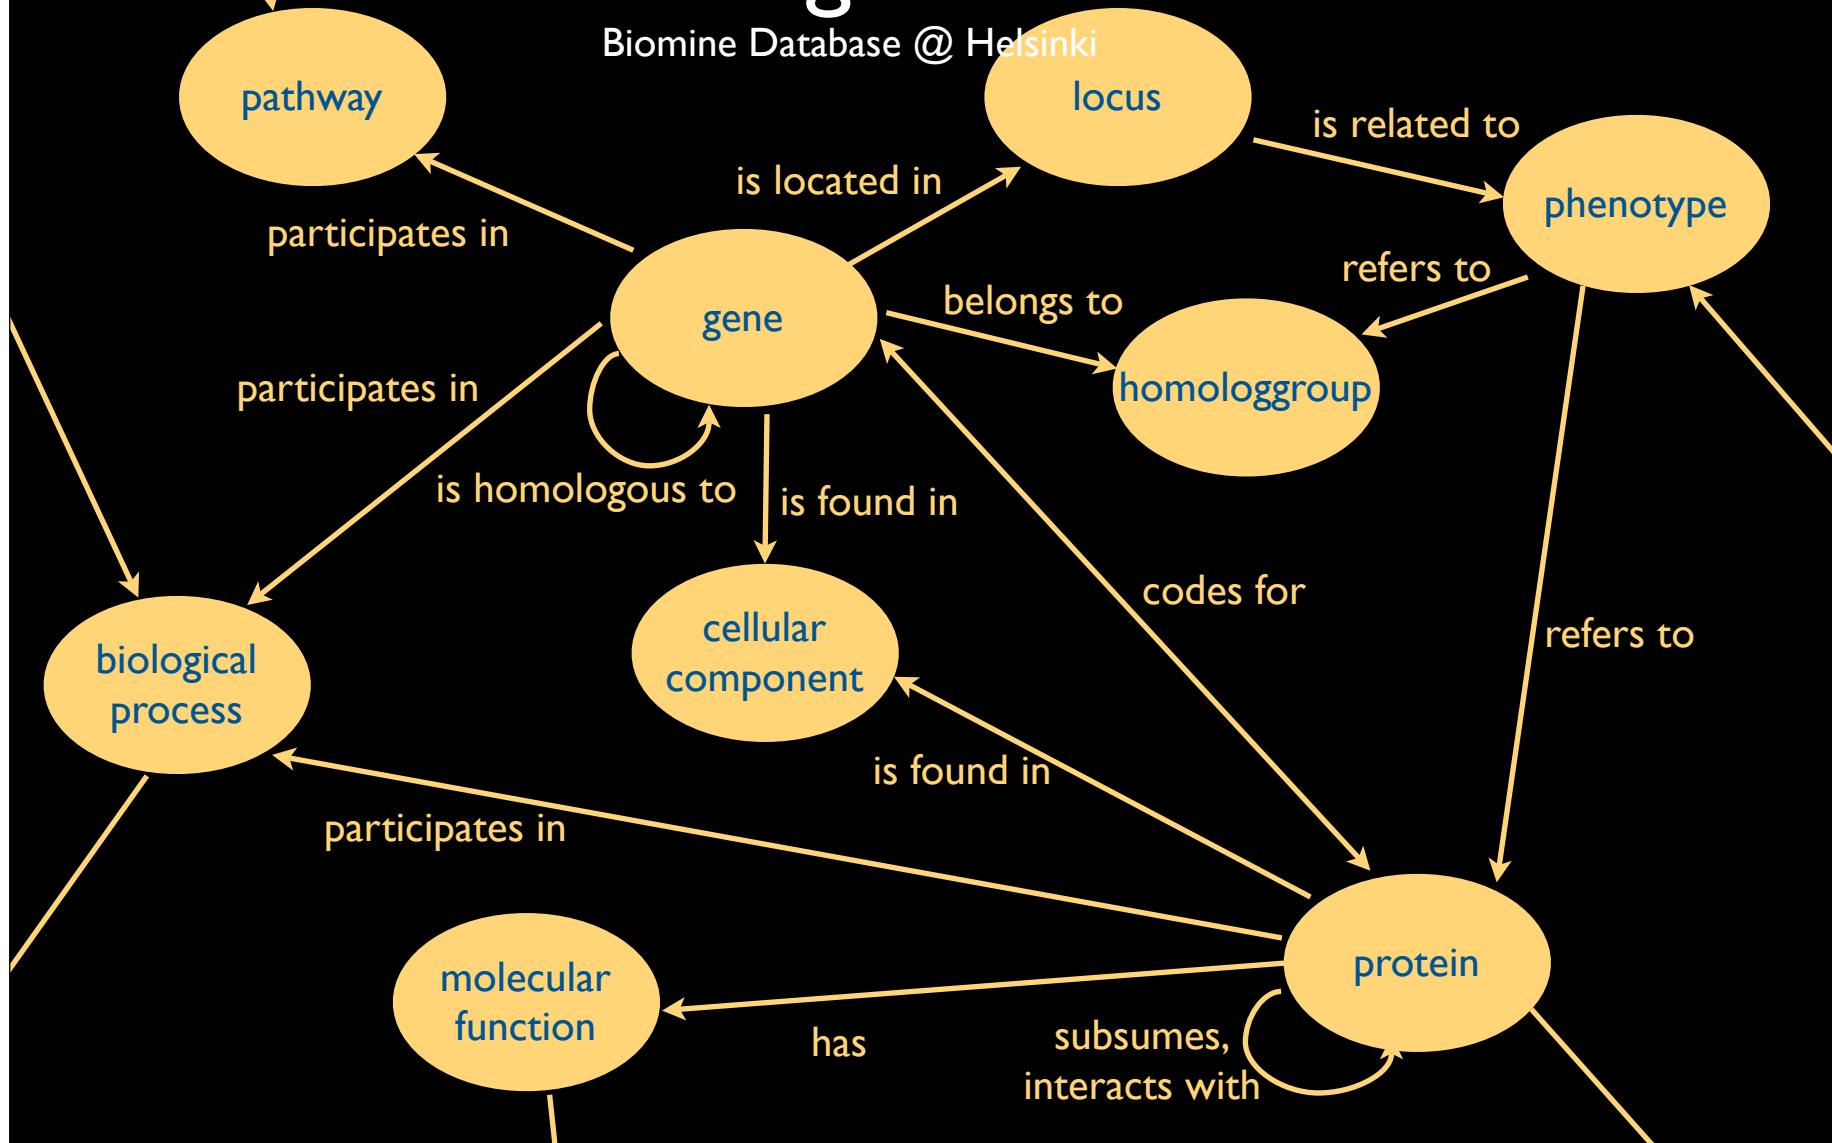 Biomine Database @ Helsinki
pathway
locus
is related to
is located in
phenotype
participates in
refers to
belongs to
gene
participates in
homologgroup
is homologous to
is found in
codes for
cellular
component
refers to
biological
process
is found in
participates in
protein
molecular
function
has
subsumes,
interacts with